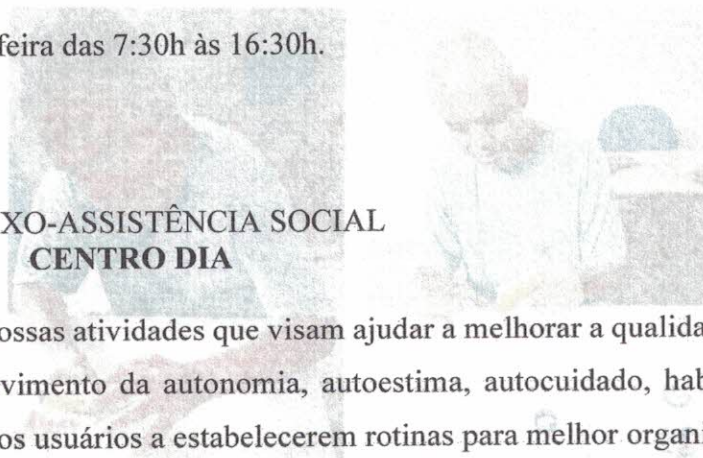 feira das 7:30h às 16:30h.
XO-ASSISTÊNCIA SOCIAL
CENTRO DIA
ossas atividades que visam ajudar a melhorar a qualida
vimento da autonomia, autoestima, autocuidado, hab
os usuários a estabelecerem rotinas para melhor organi